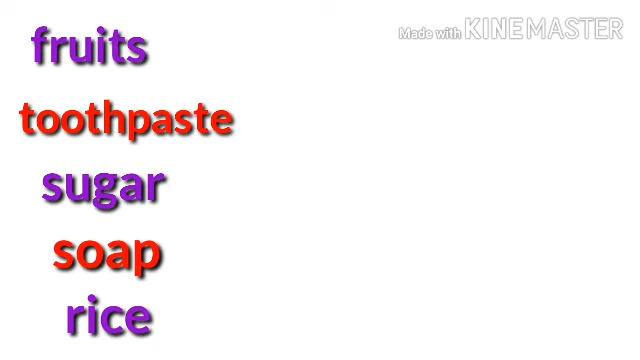 fruits
Made with KINEMASTER
toothpaste
sugar
soap
rice